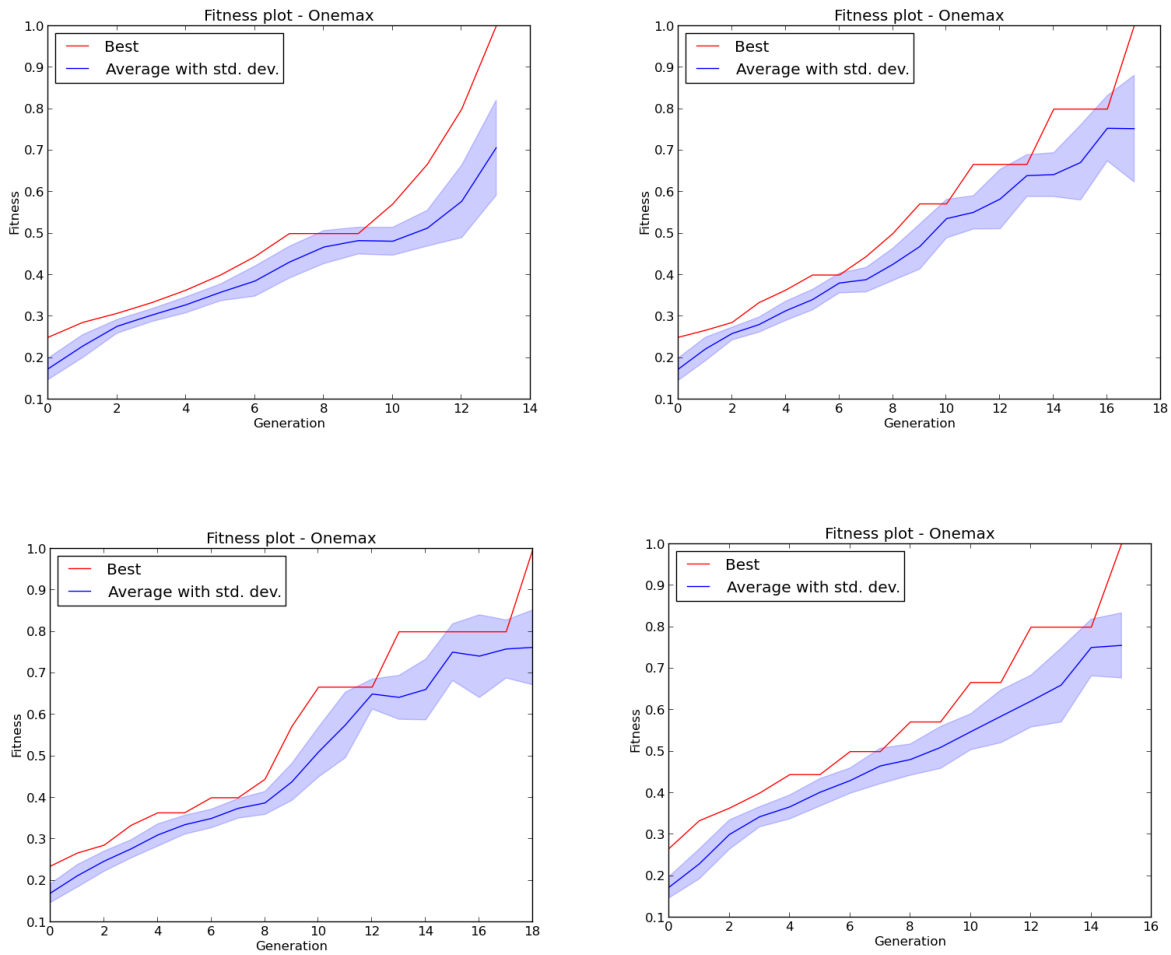 Fitness plot - Onemax
1.0
0.9
0.8
0.7
0.6
0.5
0.4
0.3
0.2
0.1
Fitness
Best
Average with std. dev.
0 2 4 6 8 10 12 14
Generation
Fitness plot - Onemax
1.0
0.9
0.8
0.7
0.6
0.5
0.4
0.3
0.2
0.1
Fitness
Best
Average with std. dev.
0 2 4 6 8 10 12 14 16 18
Generation
Fitness plot - Onemax
1.0
0.9
0.8
0.7
0.6
0.5
0.4
0.3
0.2
0.1
Fitness
Best
Average with std. dev.
0 2 4 6 8 10 12 14 16 18
Generation
Fitness plot - Onemax
1.0
0.9
0.8
0.7
0.6
0.5
0.4
0.3
0.2
0.1
Fitness
Best
Average with std. dev.
0 2 4 6 8 10 12 14 16
Generation